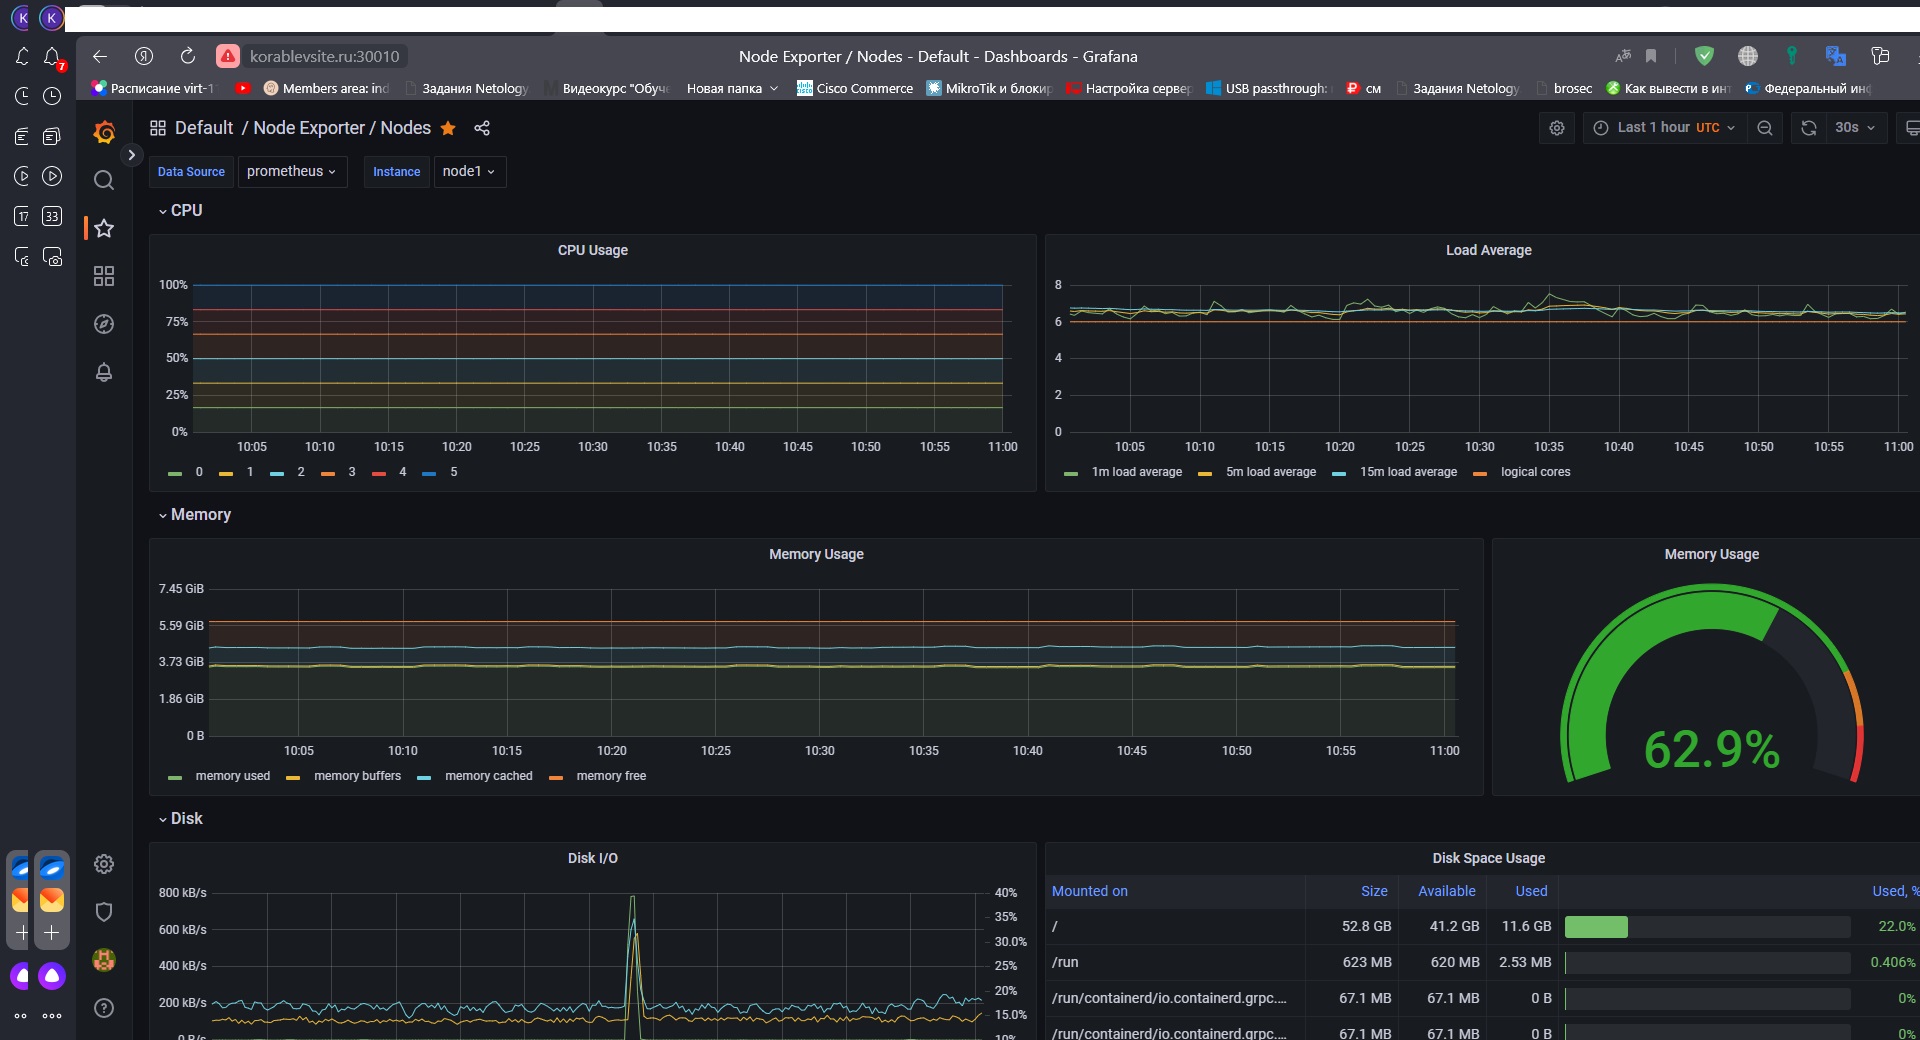 K K
korablevsite.ru:30010
Node Exporter / Nodes - Default - Dashboards - Grafana
7
Расписание virt-1
Members area: ind
Задания Netology
Видеокурс "Обуче
Новая папка
Cisco Commerce
MikroTik и блокир
Настройка сервер
USB passthrough:
см
Задания Netology
brosec
Как вывести в инт
Федеральный инф
Default / Node Exporter / Nodes
Last 1 hour UTC
30s
Data Source prometheus Instance node1
17 33
CPU
CPU Usage
100%
75%
50%
25%
0%
10:05 10:10 10:15 10:20 10:25 10:30 10:35 10:40 10:45 10:50 10:55 11:00
0 1 2 3 4 5
Load Average
8
6
4
2
0
10:05 10:10 10:15 10:20 10:25 10:30 10:35 10:40 10:45 10:50 10:55 11:00
1m load average 5m load average 15m load average logical cores
Memory
Memory Usage
7.45 GiB
5.59 GiB
3.73 GiB
1.86 GiB
0 B
10:05 10:10 10:15 10:20 10:25 10:30 10:35 10:40 10:45 10:50 10:55 11:00
memory used memory buffers memory cached memory free
Memory Usage
62.9%
Disk
Disk I/O
800 kB/s
600 kB/s
400 kB/s
200 kB/s
0 B/s
40%
35%
30.0%
25%
20%
15.0%
10%
Disk Space Usage
Mounted on Size Available Used Used, %
/ 52.8 GB 41.2 GB 11.6 GB 22.0%
/run 623 MB 620 MB 2.53 MB 0.406%
/run/containerd/io.containerd.grpc.... 67.1 MB 67.1 MB 0 B 0%
/run/containerd/io.containerd.grpc.... 67.1 MB 67.1 MB 0 B 0%